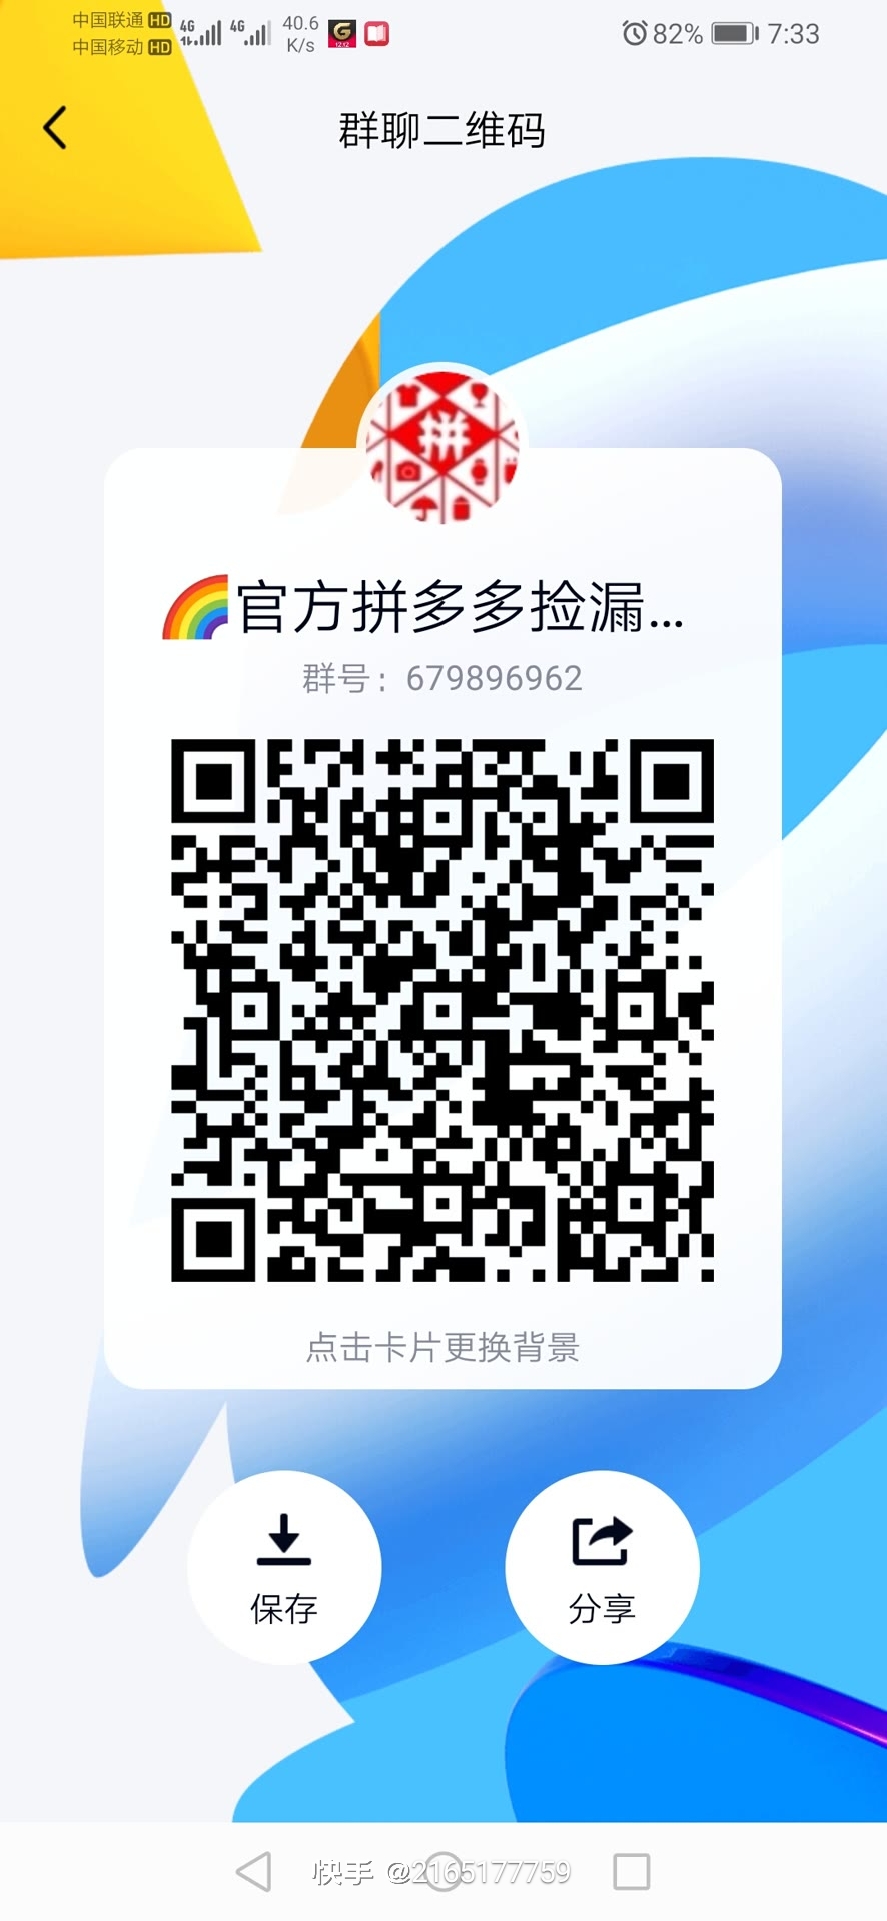 中国联通 HD 4G 4G 40.6 K/s 82% 7:33
中国移动 HD
群聊二维码
拼
🌈官方拼多多捡漏...
群号：679896962
点击卡片更换背景
保存
分享
快手 @2165177759